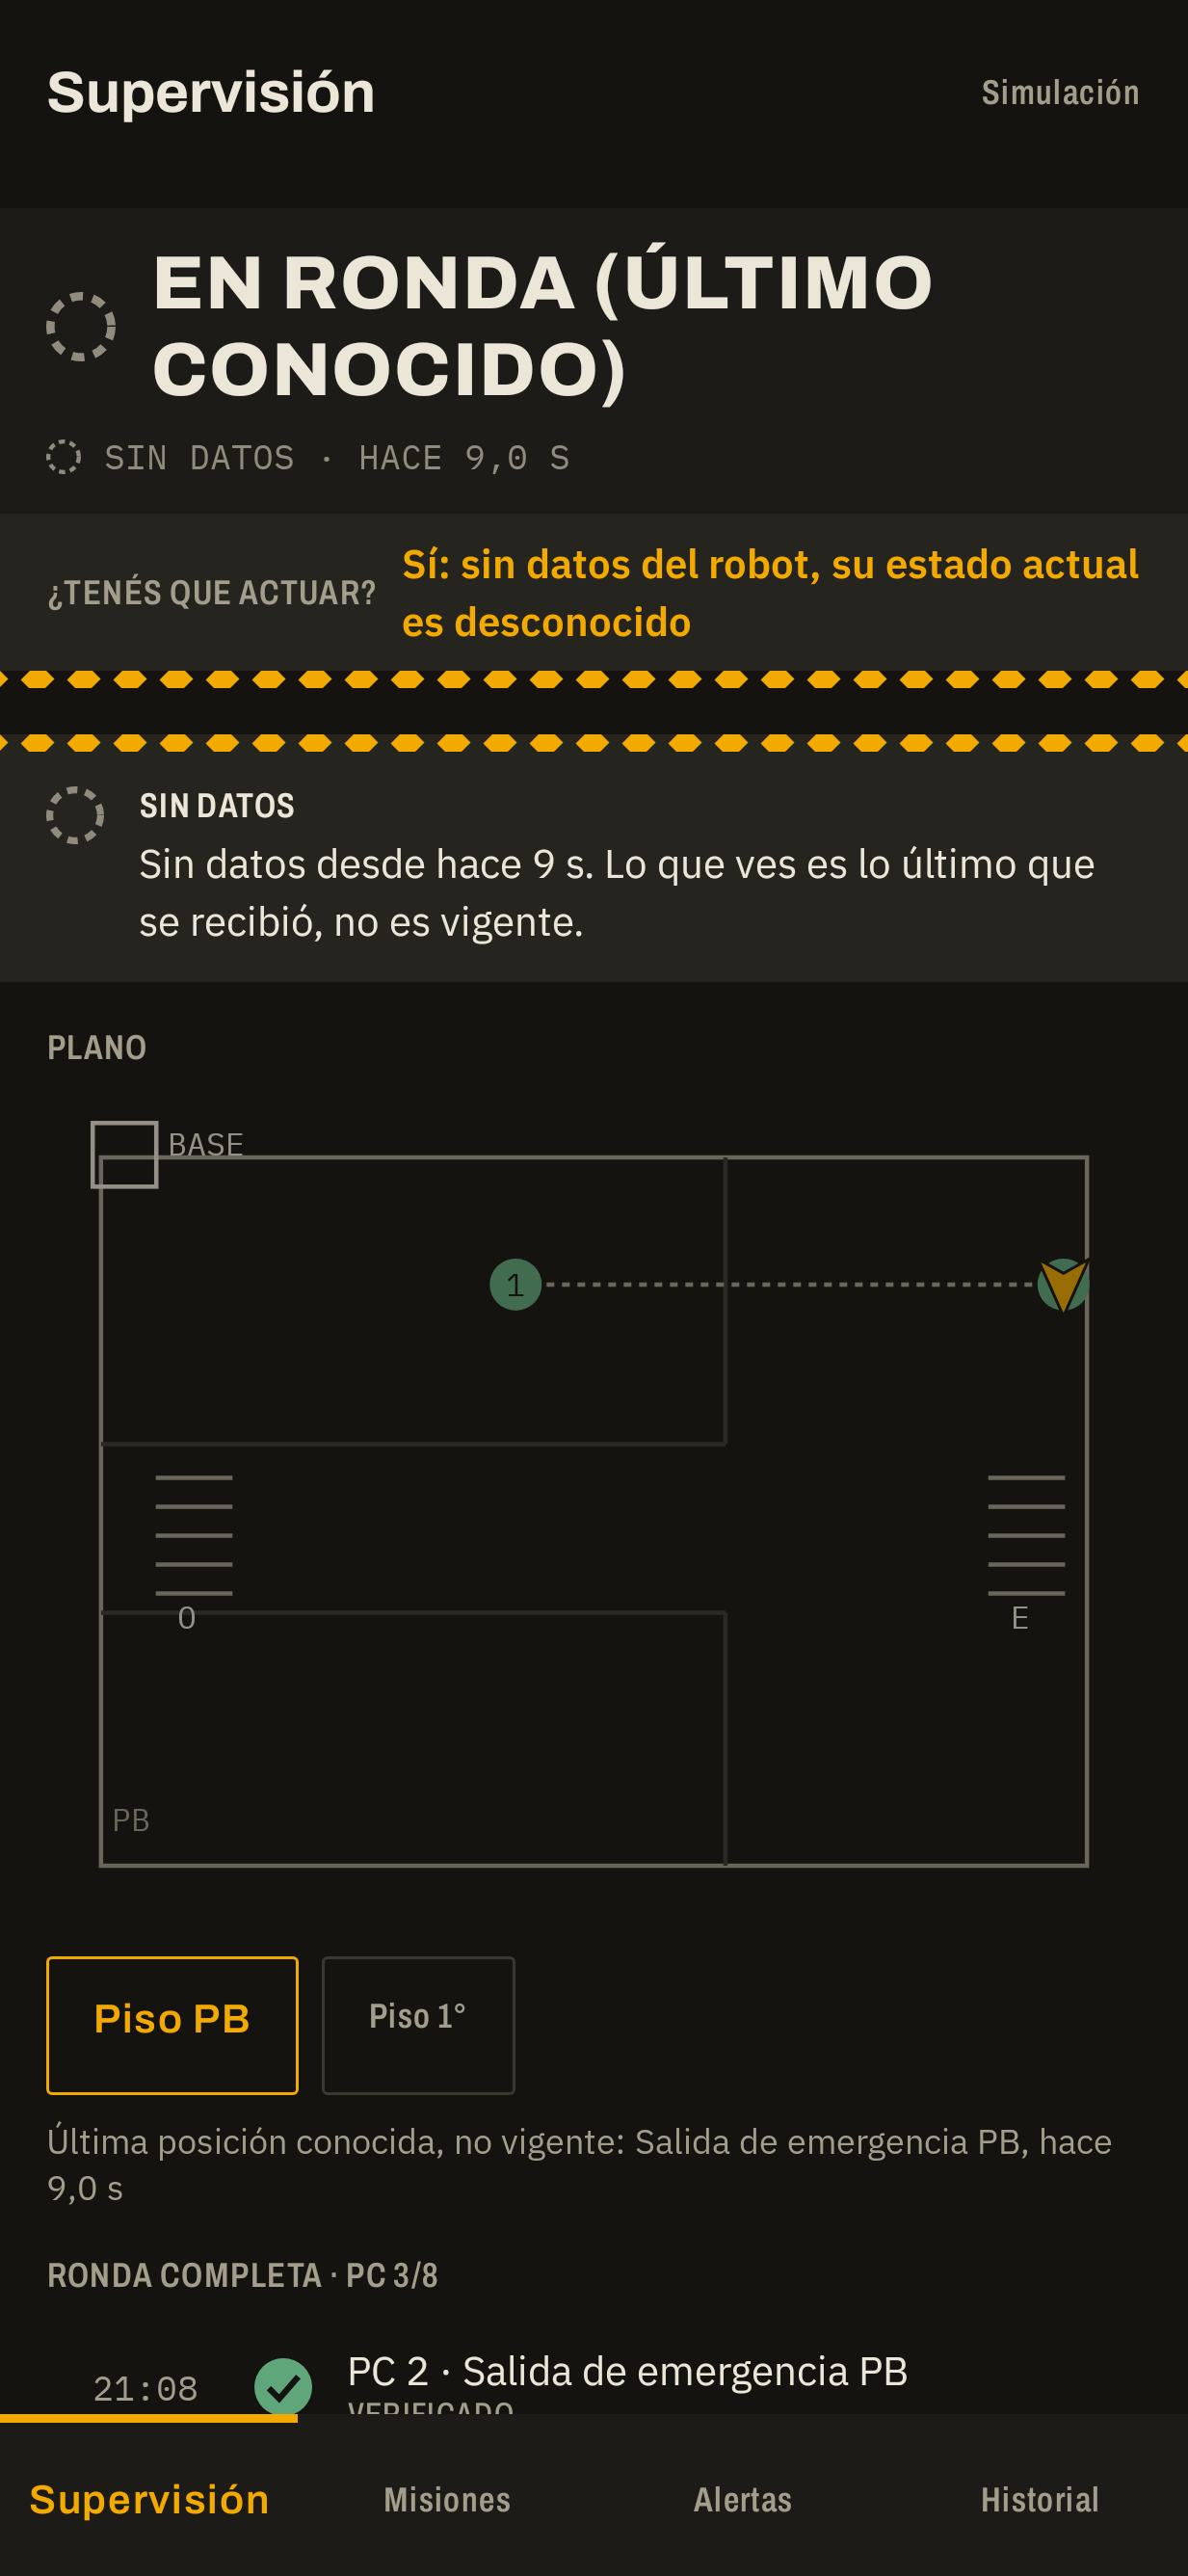 Supervisión
Simulación
EN RONDA (ÚLTIMO
CONOCIDO)
SIN DATOS · HACE 9,0 S
¿TENÉS QUE ACTUAR?
Sí: sin datos del robot, su estado actual
es desconocido
SIN DATOS
Sin datos desde hace 9 s. Lo que ves es lo último que
se recibió, no es vigente.
PLANO
BASE
1
O
E
PB
Piso PB
Piso 1°
Última posición conocida, no vigente: Salida de emergencia PB, hace
9,0 s
RONDA COMPLETA · PC 3/8
21:08
PC 2 · Salida de emergencia PB
VERIFICADO
Supervisión
Misiones
Alertas
Historial